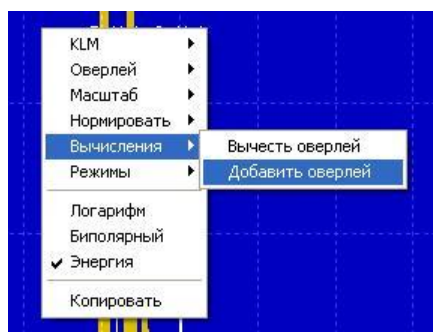 KLM
Оверлей
Масштаб
Нормировать
Вычисления
Режимы
Логарифм
Биполярный
Энергия
Копировать
Вычесть оверлей
Добавить оверлей